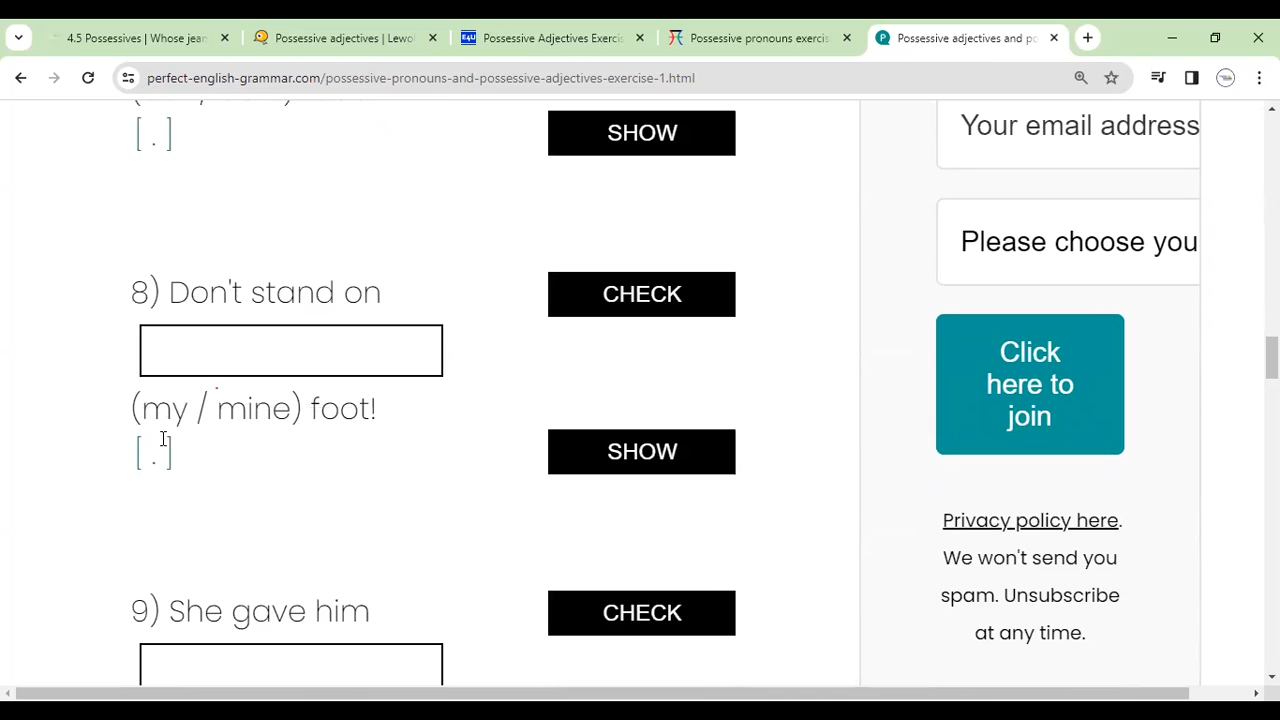 4.5 Possessives | Whose jean
Possessive adjectives | Lewo
Possessive Adjectives Exercis
Possessive pronouns exercis
Possessive adjectives and po
perfect-english-grammar.com/possessive-pronouns-and-possessive-adjectives-exercise-1.html
[ . ]
SHOW
Your email address
Please choose you
8) Don't stand on
CHECK
(my / mine) foot!
[ . ]
SHOW
Click
here to
join
Privacy policy here.
We won't send you
spam. Unsubscribe
at any time.
9) She gave him
CHECK